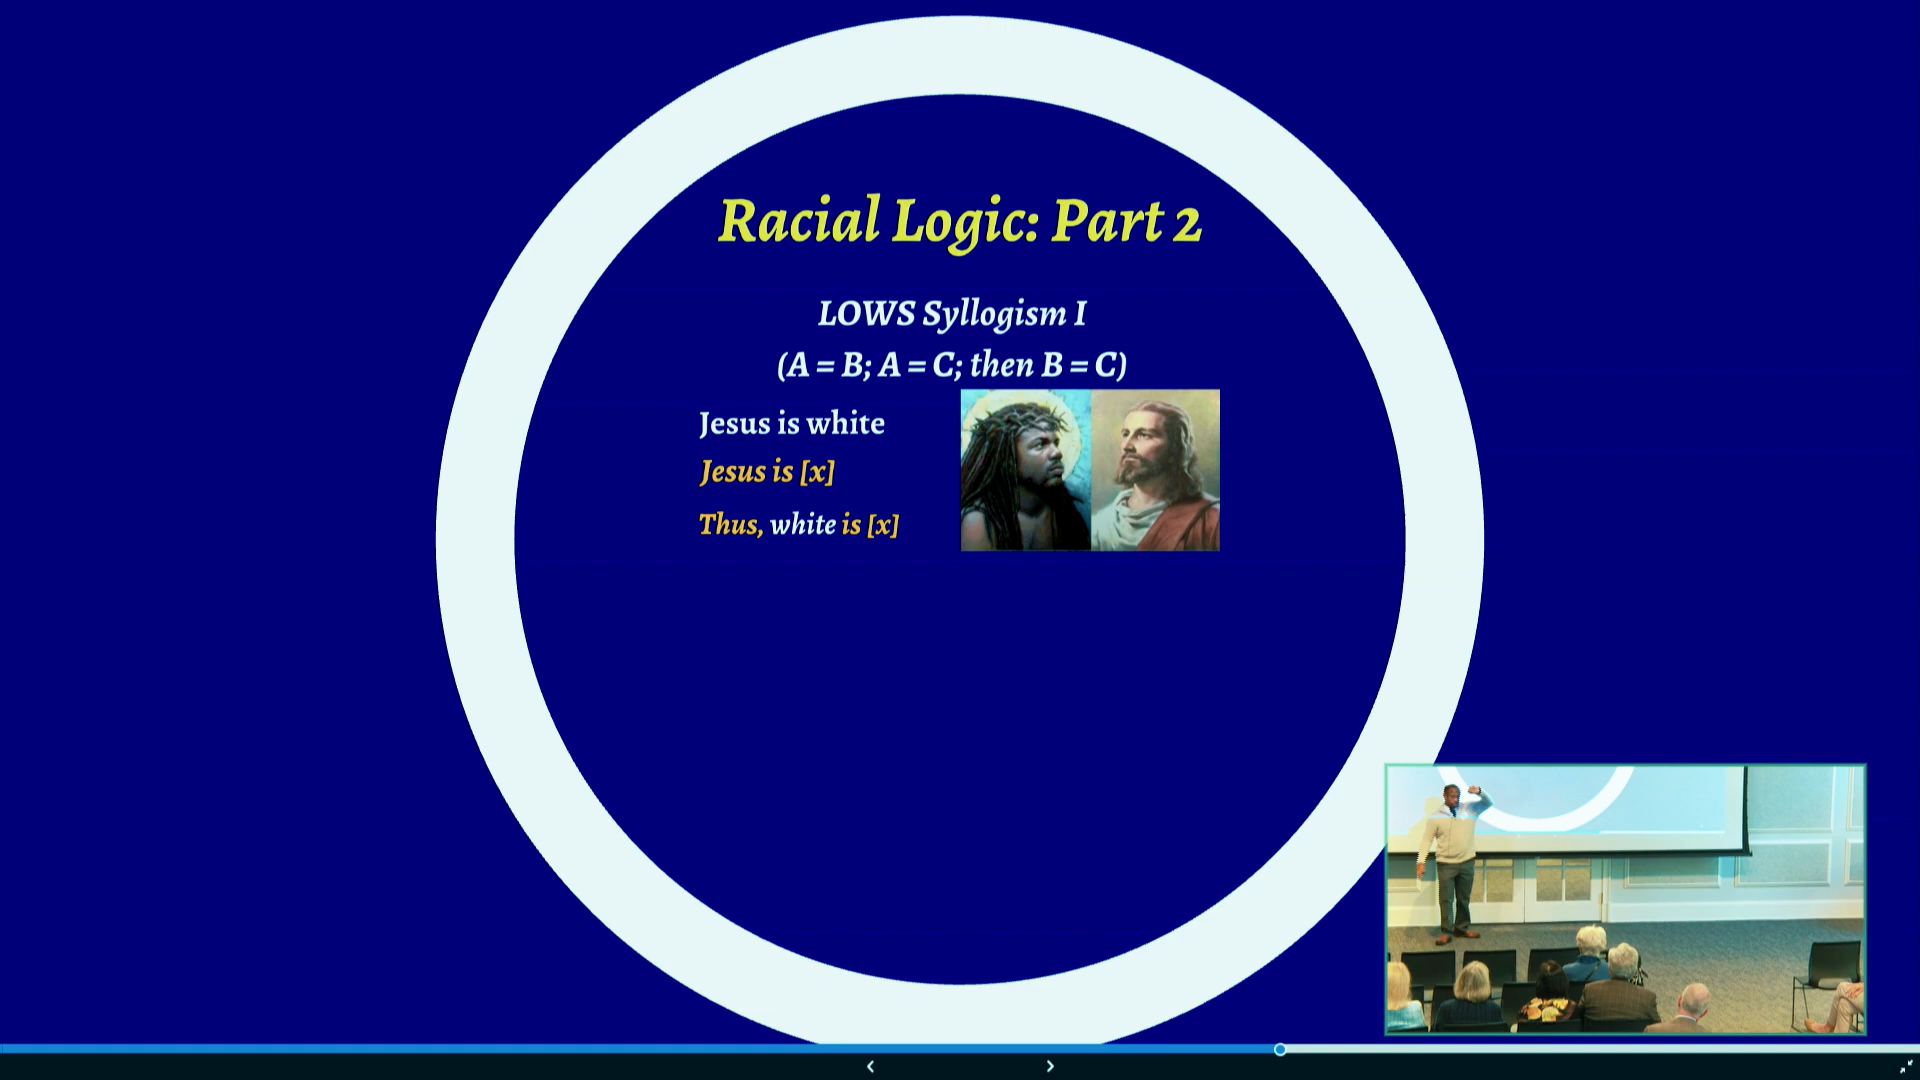 Racial Logic: Part 2
LOWS Syllogism I
(A = B; A = C; then B = C)
Jesus is white
Jesus is [x]
Thus, white is [x]